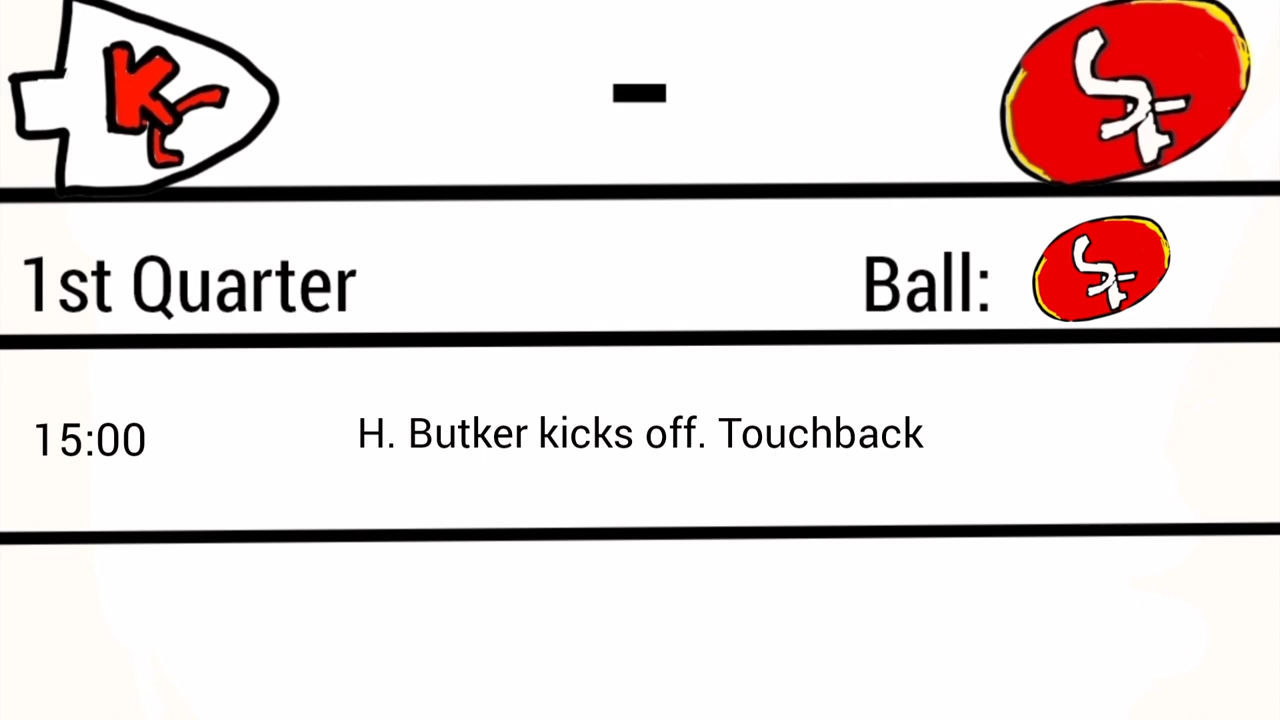 KC
-
SF
1st Quarter
Ball: SF
15:00 H. Butker kicks off. Touchback